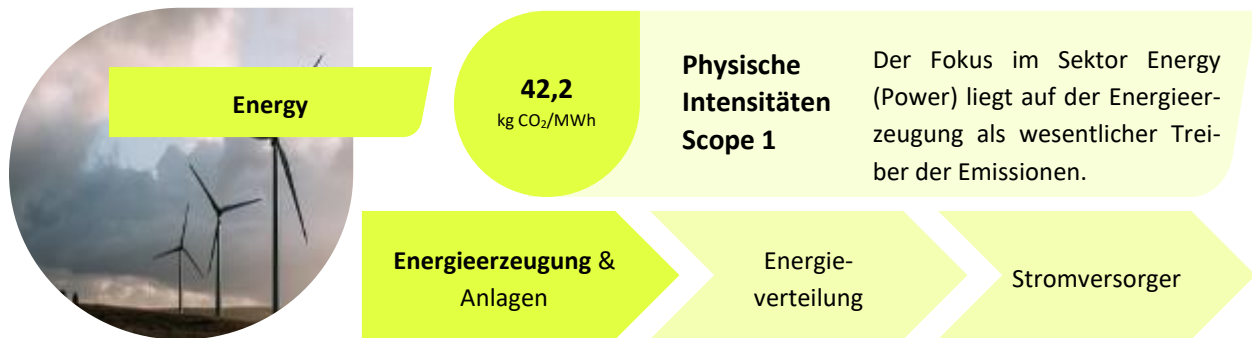 Energy
42,2
kg CO₂/MWh
Physische
Intensitäten
Scope 1
Der Fokus im Sektor Energy
(Power) liegt auf der Energieer-
zeugung als wesentlicher Trei-
ber der Emissionen.
Energieerzeugung &
Anlagen
Energie-
verteilung
Stromversorger